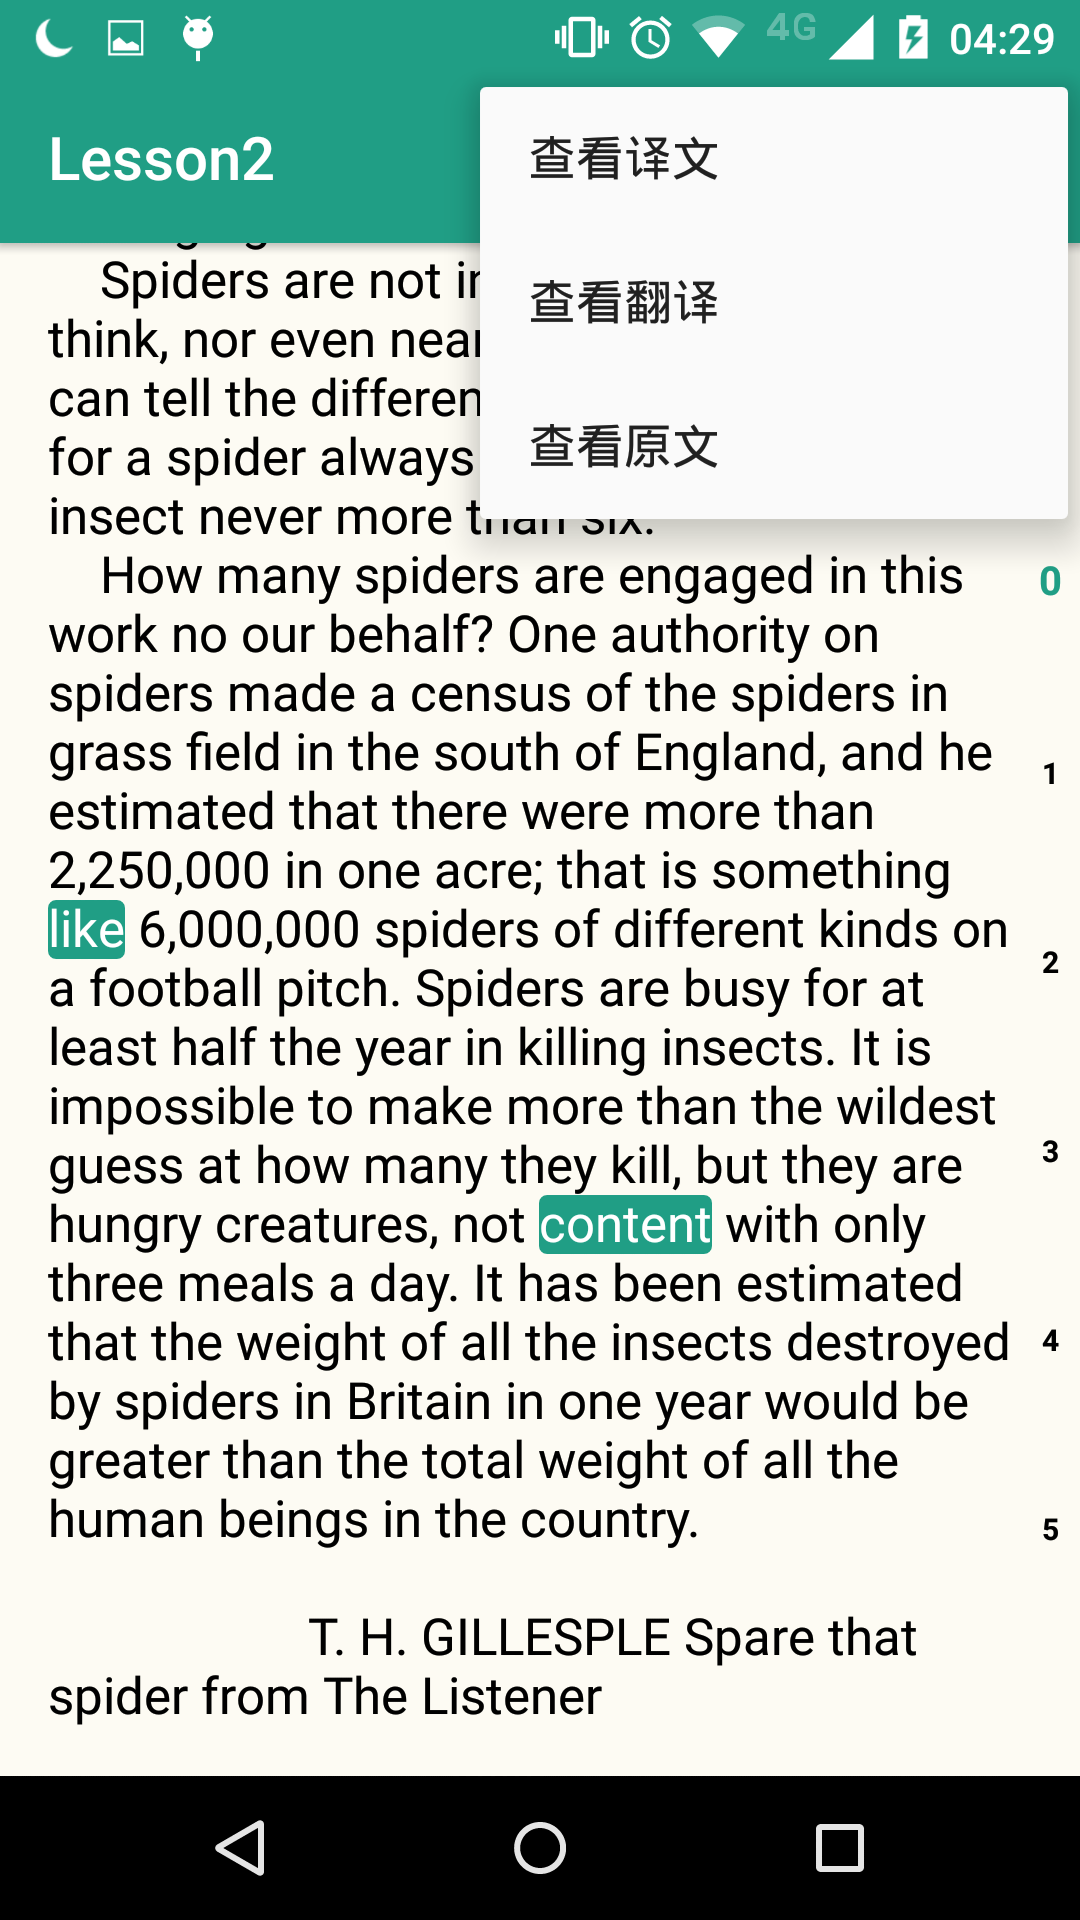 4G 04:29
Lesson2
查看译文
查看翻译
查看原文
Spiders are not
think, nor even
can tell the
for a spider always
insect never more than six.
How many spiders are engaged in this
0
work no our behalf? One authority on
spiders made a census of the spiders in
grass field in the south of England, and he
1
estimated that there were more than
2,250,000 in one acre; that is something
like 6,000,000 spiders of different kinds on
2
a football pitch. Spiders are busy for at
least half the year in killing insects. It is
impossible to make more than the wildest
guess at how many they kill, but they are
3
hungry creatures, not content with only
three meals a day. It has been estimated
that the weight of all the insects destroyed
4
by spiders in Britain in one year would be
greater than the total weight of all the
human beings in the country.
5
T. H. GILLESPLE Spare that
spider from The Listener